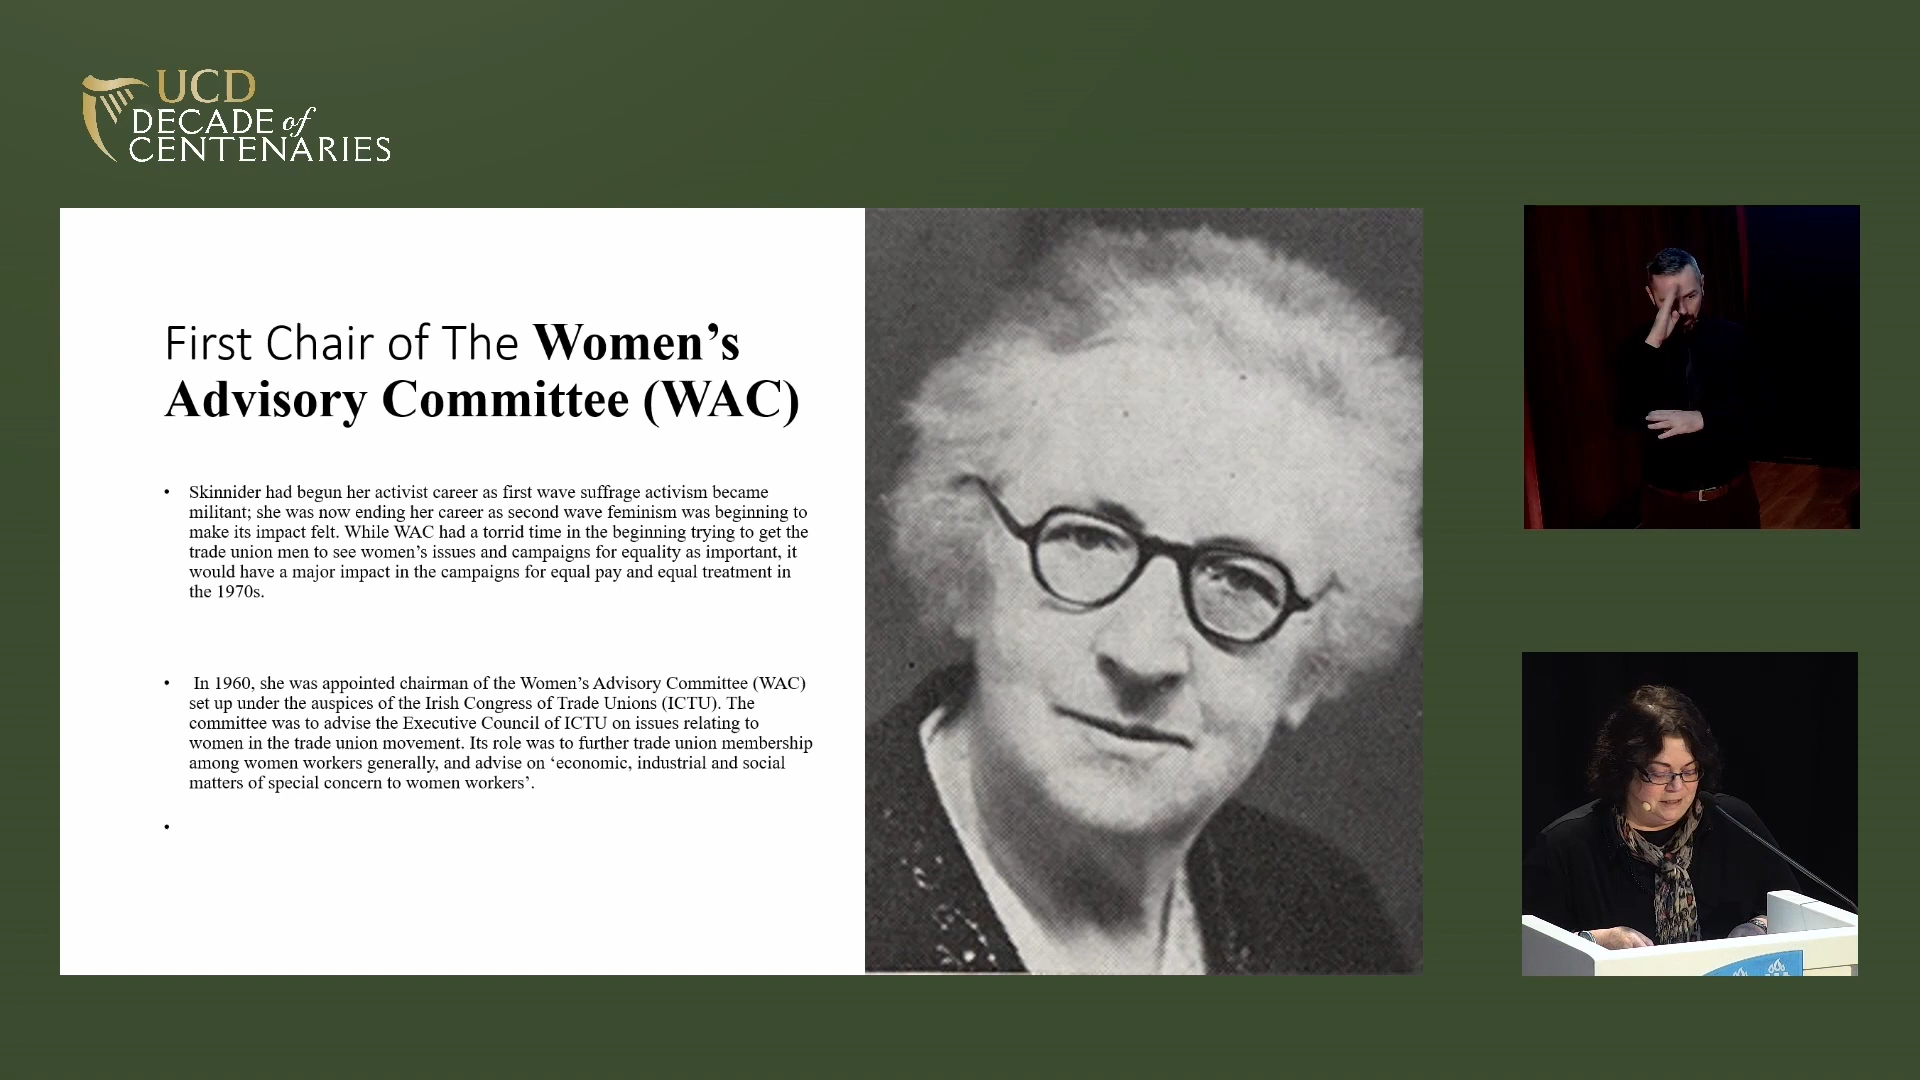 UCD
DECADE of
CENTENARIES
First Chair of The Women’s
Advisory Committee (WAC)
• Skinnider had begun her activist career as first wave suffrage activism became
militant; she was now ending her career as second wave feminism was beginning to
make its impact felt. While WAC had a torrid time in the beginning trying to get the
trade union men to see women’s issues and campaigns for equality as important, it
would have a major impact in the campaigns for equal pay and equal treatment in
the 1970s.
• In 1960, she was appointed chairman of the Women’s Advisory Committee (WAC)
set up under the auspices of the Irish Congress of Trade Unions (ICTU). The
committee was to advise the Executive Council of ICTU on issues relating to
women in the trade union movement. Its role was to further trade union membership
among women workers generally, and advise on ‘economic, industrial and social
matters of special concern to women workers’.
•